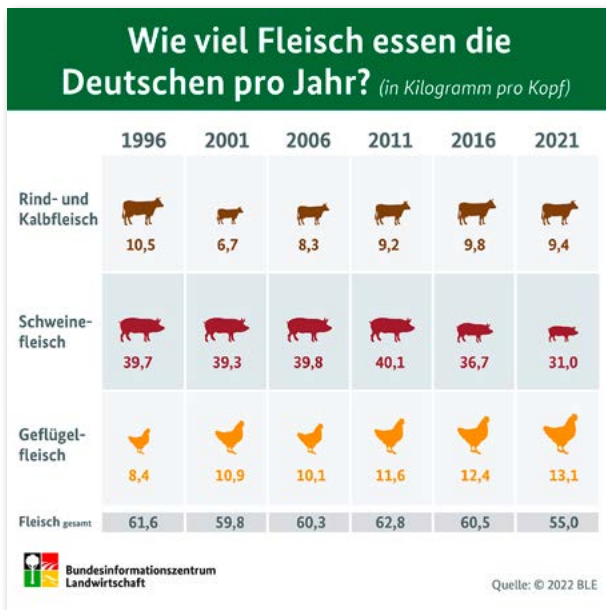 Wie viel Fleisch essen die
Deutschen pro Jahr? (in Kilogramm pro Kopf)
1996 2001 2006 2011 2016 2021
Rind- und
Kalbfleisch
10,5 6,7 8,3 9,2 9,8 9,4
Schweine-
fleisch
39,7 39,3 39,8 40,1 36,7 31,0
Geflügel-
fleisch
8,4 10,9 10,1 11,6 12,4 13,1
Fleisch gesamt 61,6 59,8 60,3 62,8 60,5 55,0
Bundesinformationszentrum
Landwirtschaft
Quelle: © 2022 BLE